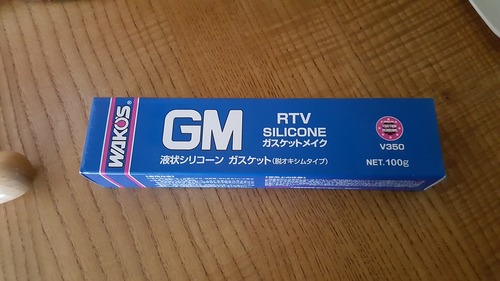 WAKO'S®
GM
RTV
SILICONE
ガスケットメイク
液状シリコーン ガスケット(脱オキシムタイプ)
V350
NET.100g